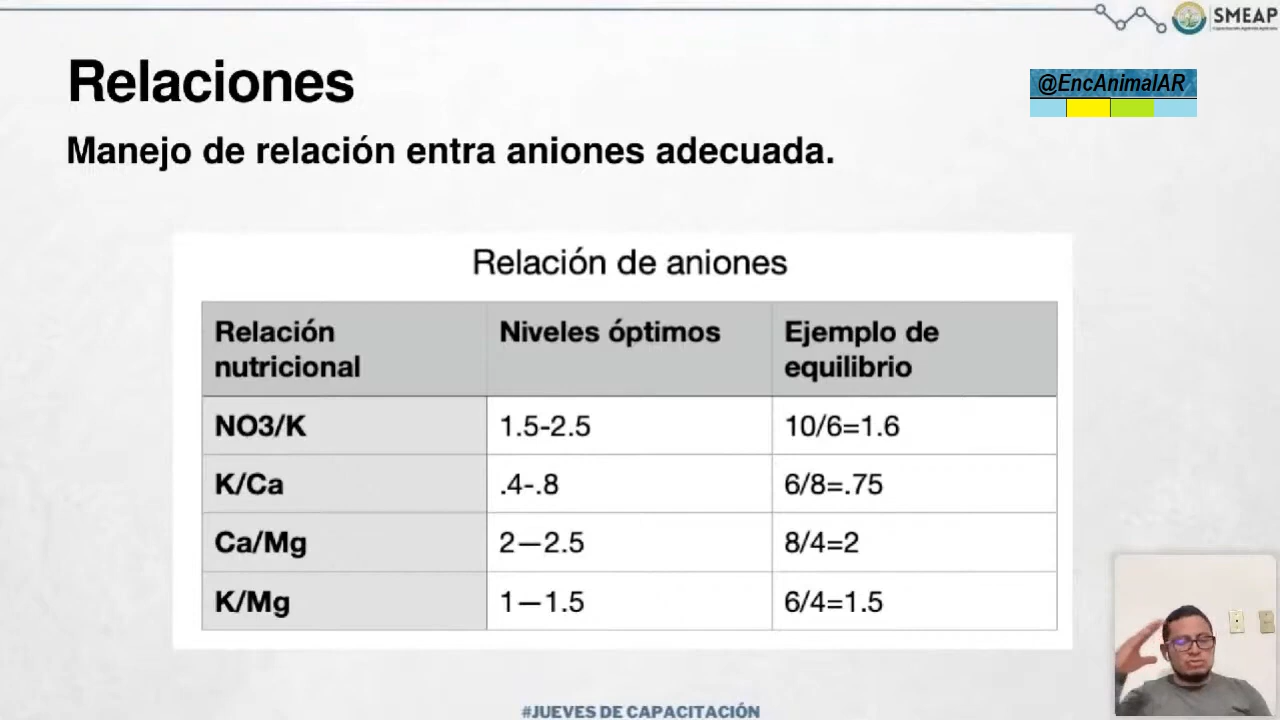 SMEAP
Relaciones
@EncAnimalAR
Manejo de relación entra aniones adecuada.
Relación de aniones
Relación nutricional
Niveles óptimos
Ejemplo de equilibrio
NO3/K 1.5-2.5 10/6=1.6
K/Ca .4-.8 6/8=.75
Ca/Mg 2—2.5 8/4=2
K/Mg 1—1.5 6/4=1.5
#JUEVES DE CAPACITACIÓN